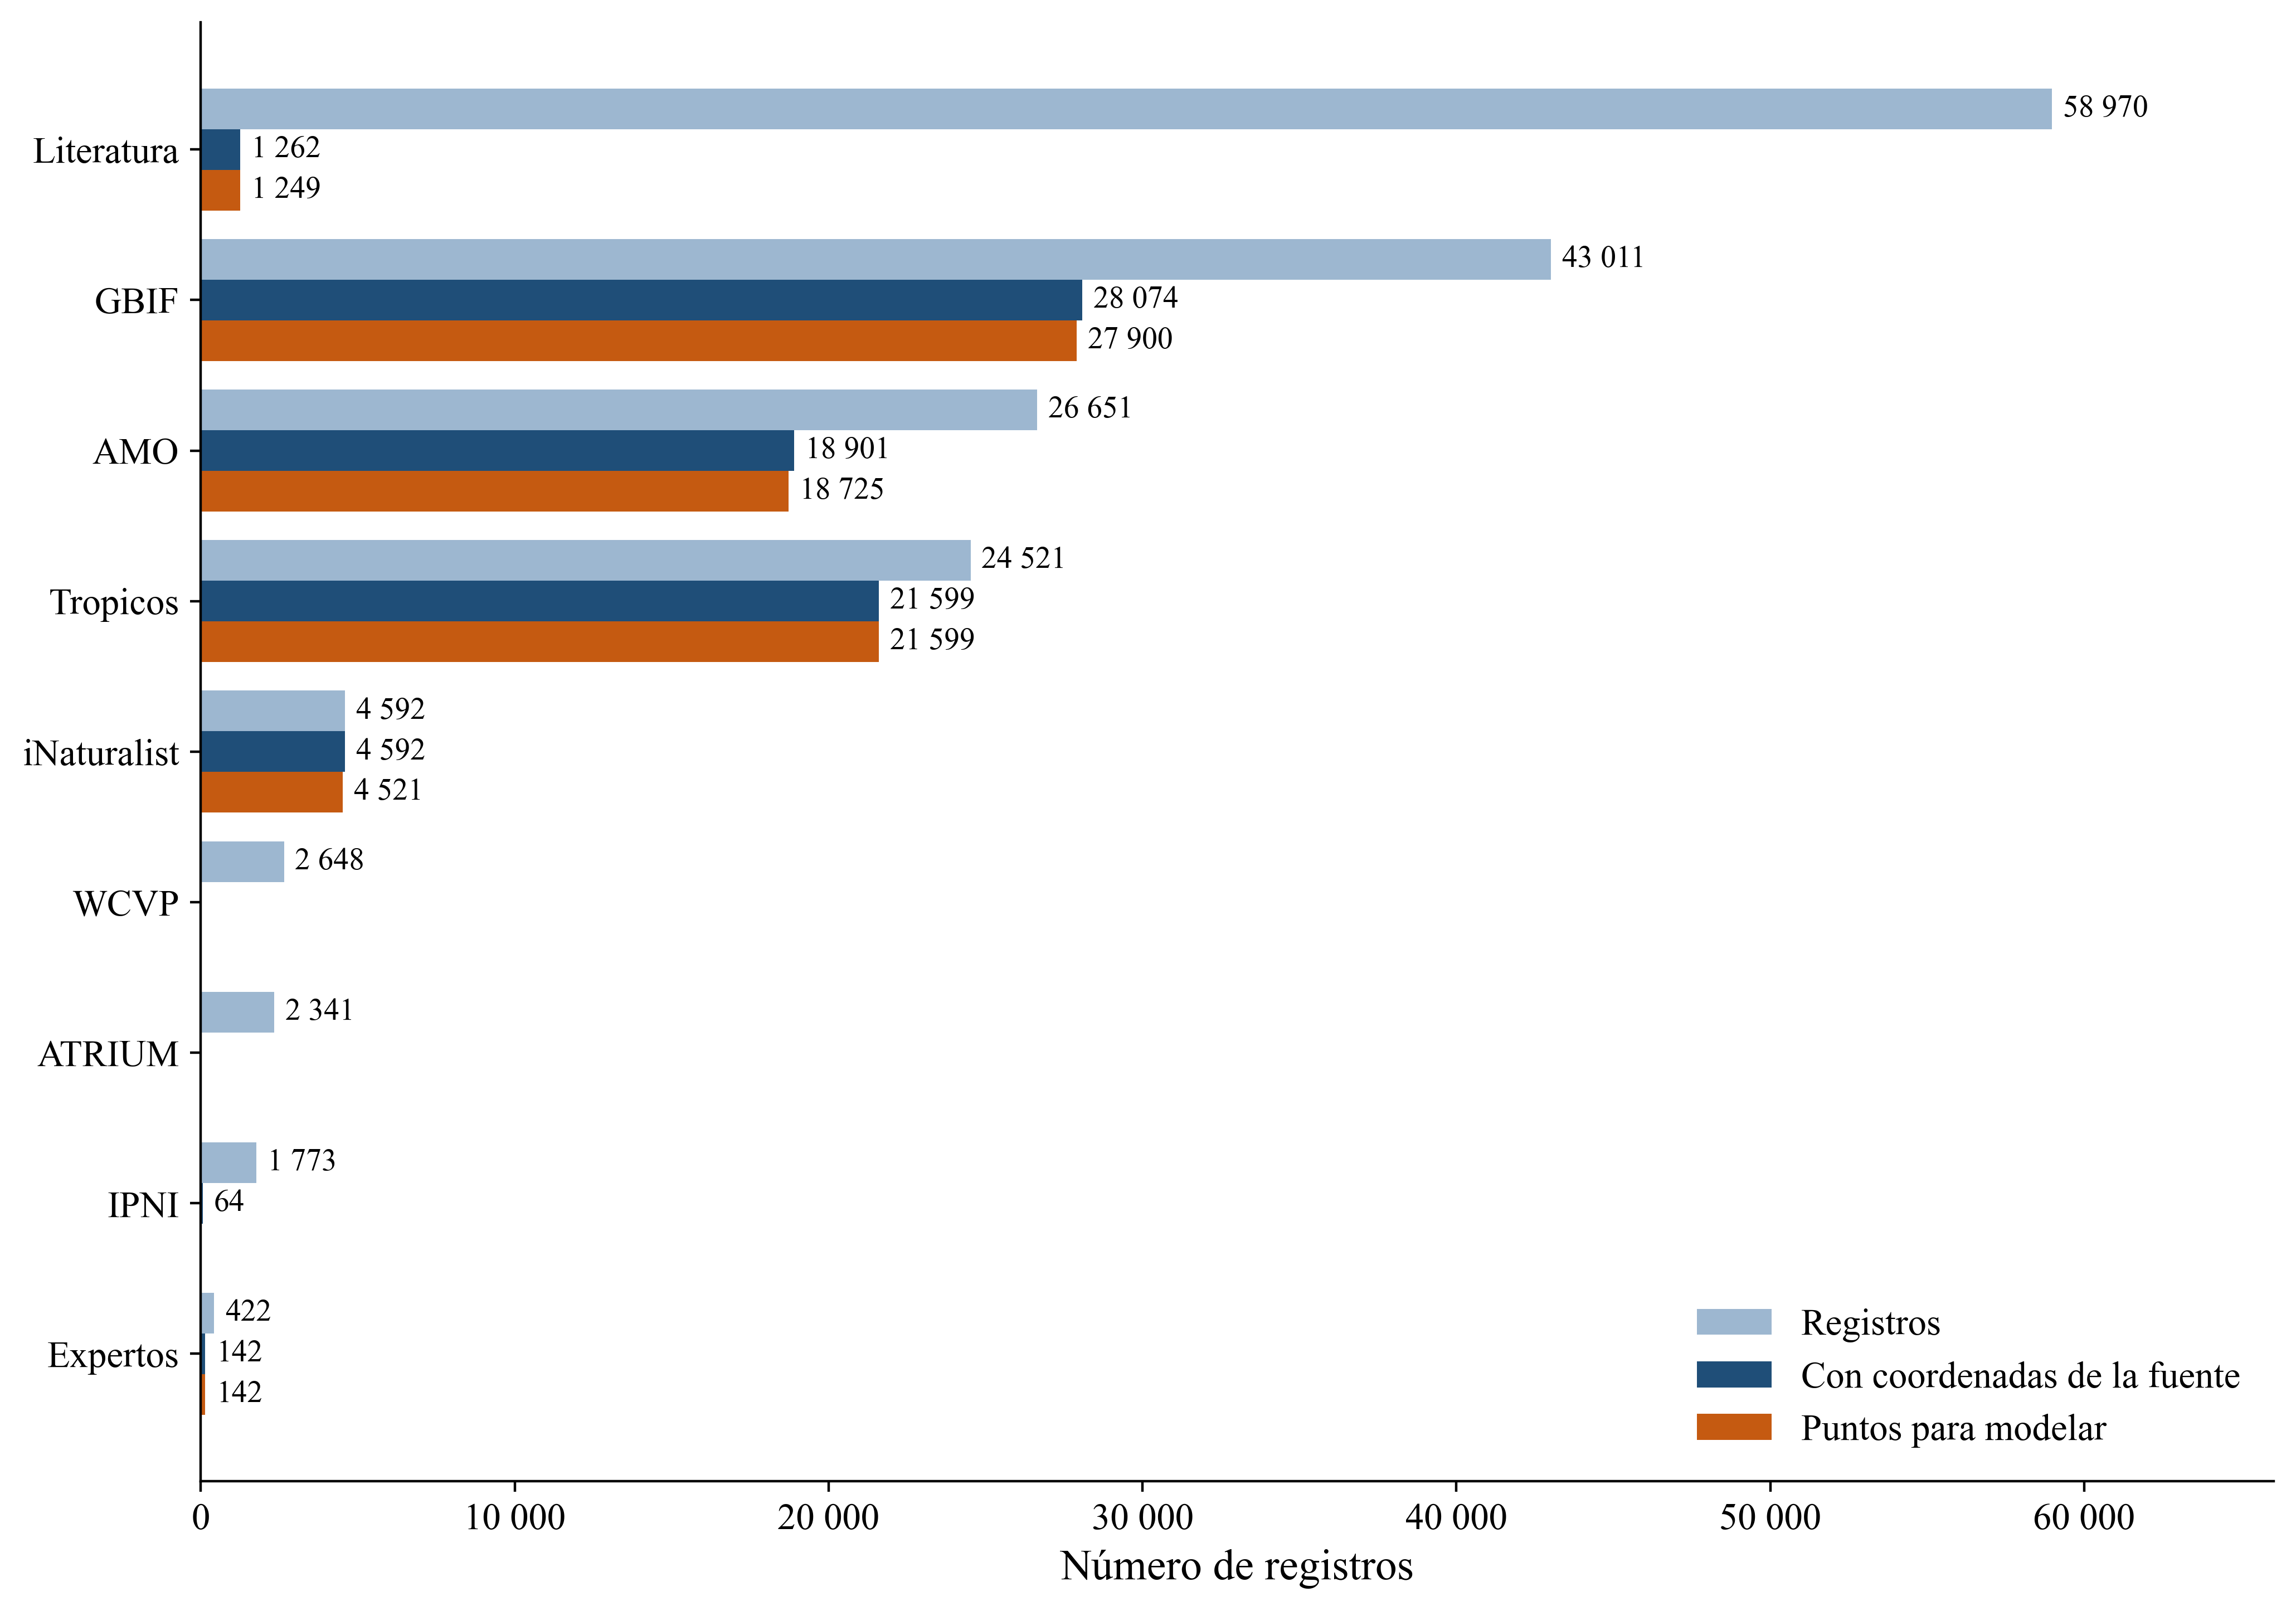 58 970
Literatura
1 262
1 249
43 011
GBIF
28 074
27 900
26 651
AMO
18 901
18 725
24 521
Tropicos
21 599
21 599
4 592
iNaturalist
4 592
4 521
2 648
WCVP
2 341
ATRIUM
1 773
IPNI
64
422
Expertos
142
142
Registros
Con coordenadas de la fuente
Puntos para modelar
0 10 000 20 000 30 000 40 000 50 000 60 000
Número de registros